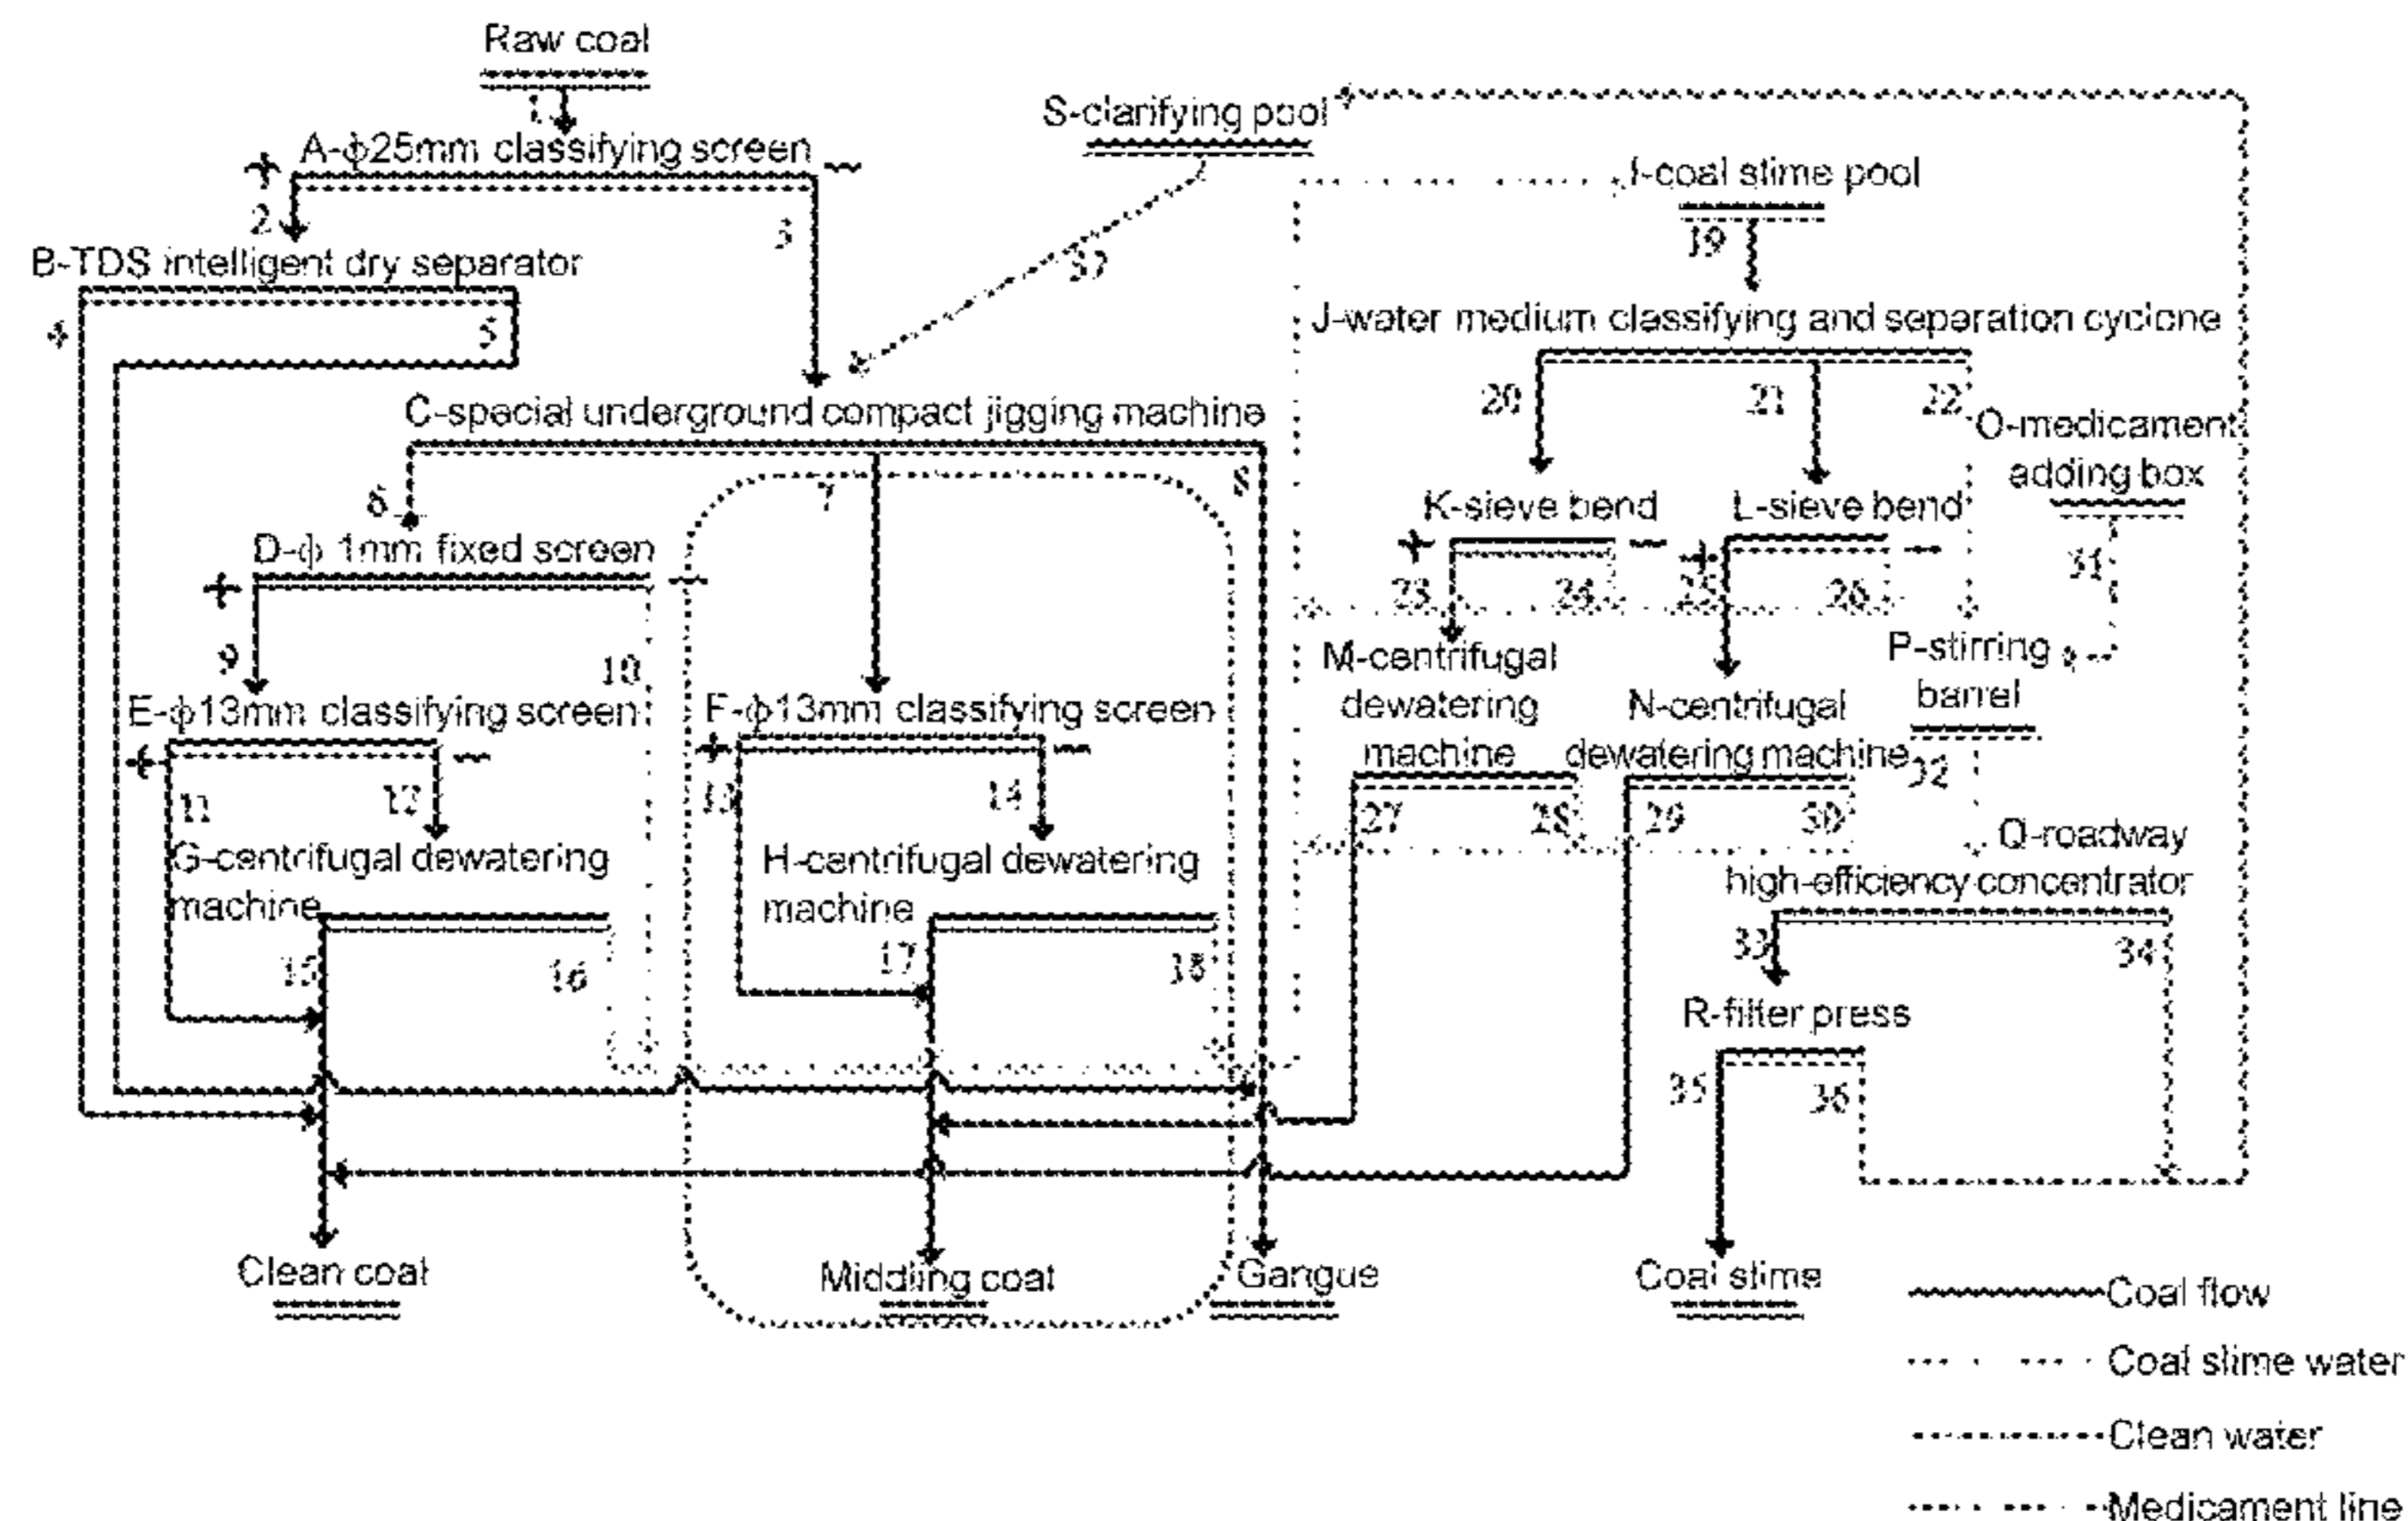 Raw coal
1
S-clarifying pool
A-ϕ25mm classifying screen
+
−
I-coal slime pool
2
3
37
19
B-TDS intelligent dry separator
4
5
J-water medium classifying and separation cyclone
C-special underground compact jigging machine
20
21
22
O-medicament
adding box
6
7
8
K-sieve bend
L-sieve bend
D-ϕ 1mm fixed screen
+
−
+
−
+
−
23
24
25
26
31
9
10
M-centrifugal
dewatering
machine
P-stirring
barrel
E-ϕ13mm classifying screen
F-ϕ13mm classifying screen
N-centrifugal
dewatering machine
+
−
+
−
32
11
12
13
14
27
28
29
30
G-centrifugal dewatering
machine
H-centrifugal dewatering
machine
Q-roadway
high-efficiency concentrator
15
16
17
18
33
34
R-filter press
35
36
Clean coal
Middling coal
Gangue
Coal slime
Coal flow
Coal slime water
Clean water
Medicament line